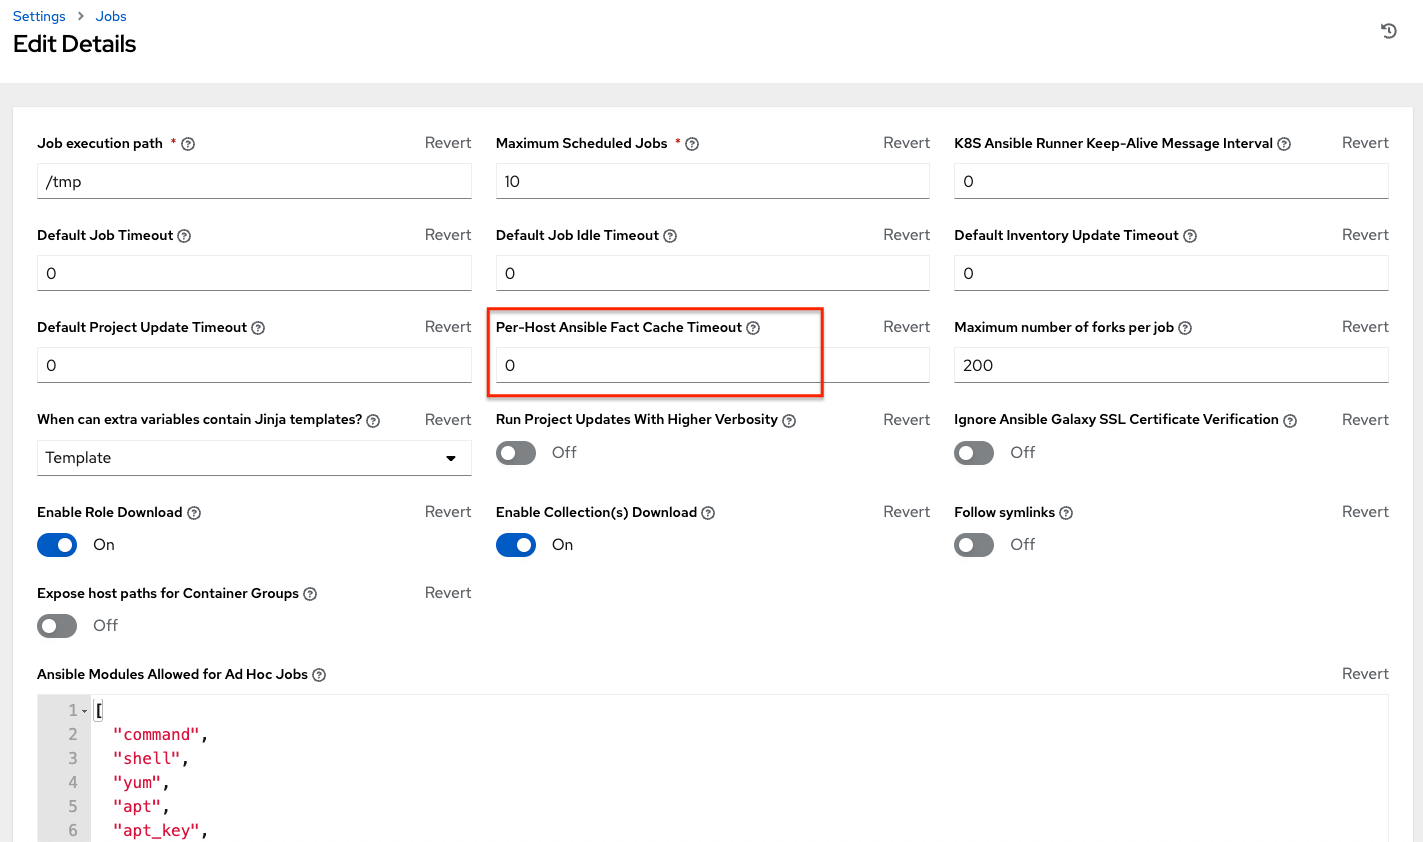 Settings > Jobs
Edit Details
Job execution path * Revert
Maximum Scheduled Jobs * Revert
K8S Ansible Runner Keep-Alive Message Interval Revert
/tmp
10
0
Default Job Timeout Revert
Default Job Idle Timeout Revert
Default Inventory Update Timeout Revert
0
0
0
Default Project Update Timeout Revert
Per-Host Ansible Fact Cache Timeout Revert
Maximum number of forks per job Revert
0
0
200
When can extra variables contain Jinja templates? Revert
Run Project Updates With Higher Verbosity Revert
Ignore Ansible Galaxy SSL Certificate Verification Revert
Template
Off
Off
Enable Role Download Revert
Enable Collection(s) Download Revert
Follow symlinks Revert
On
On
Off
Expose host paths for Container Groups Revert
Off
Ansible Modules Allowed for Ad Hoc Jobs Revert
1 [
2 "command",
3 "shell",
4 "yum",
5 "apt",
6 "apt_key",